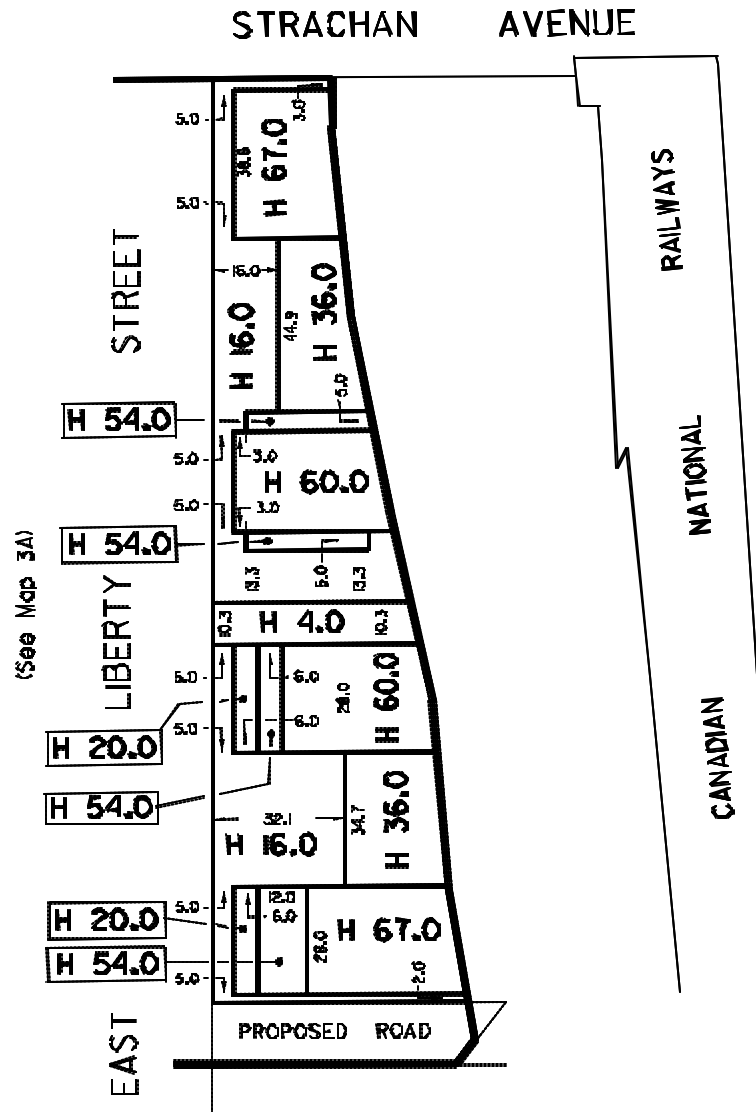 STRACHAN AVENUE
3.0
5.0
38.6
H 67.0
5.0
RAILWAYS
STREET
16.0
H 16.0
44.9
H 36.0
5.0
H 54.0
5.0
3.0
H 60.0
5.0
3.0
NATIONAL
H 54.0
(See Map 3A)
13.3
13.3
LIBERTY
10.3
H 4.0
10.3
5.0
6.0
28.0
H 60.0
5.0
6.0
H 20.0
CANADIAN
H 54.0
32.1
H 16.0
34.7
H 36.0
5.0
12.0
6.0
H 20.0
H 67.0
H 54.0
5.0
2.0
EAST
PROPOSED ROAD